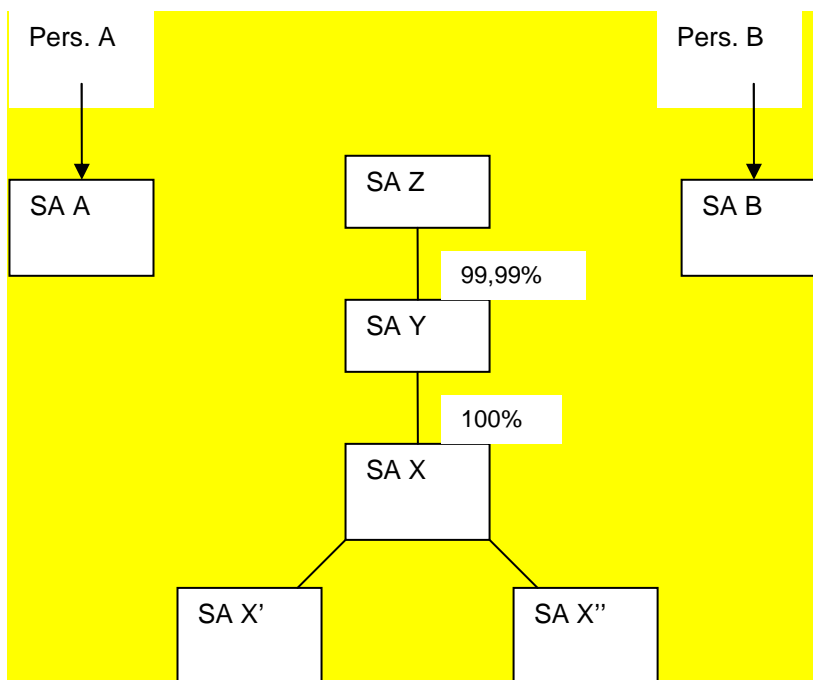 Pers. A
Pers. B
SA A
SA Z
SA B
99,99%
SA Y
100%
SA X
SA X’
SA X’’